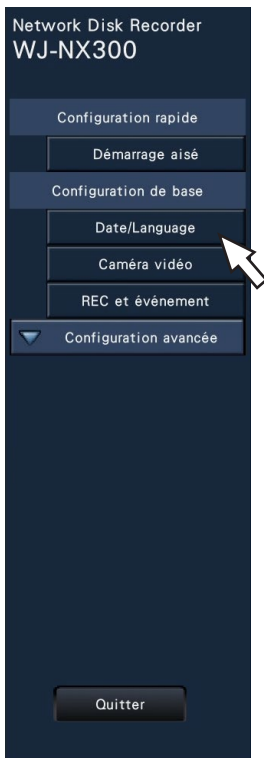 Network Disk Recorder
WJ-NX300
Configuration rapide
Démarrage aisé
Configuration de base
Date/Language
Caméra vidéo
REC et événement
Configuration avancée
Quitter